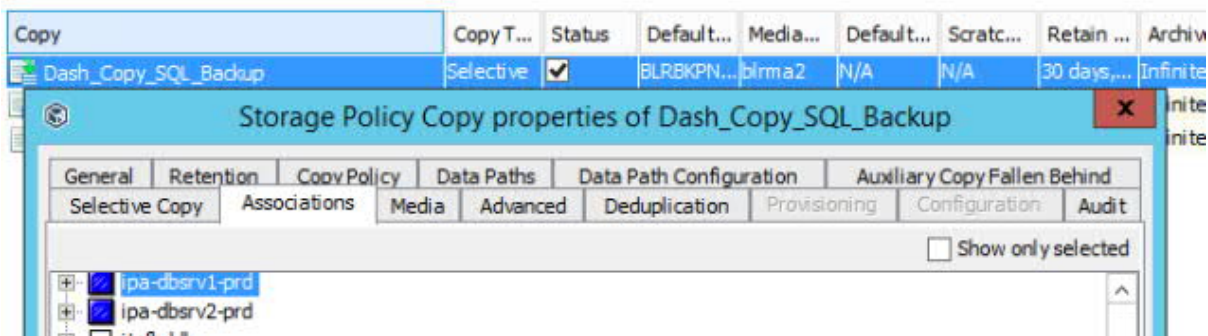 Copy CopyT... Status Default... Media... Default... Scratc... Retain ... Archiv
Dash_Copy_SQL_Backup Selective BLRBKPN... blrma2 N/A N/A 30 days,... Infinite
Storage Policy Copy properties of Dash_Copy_SQL_Backup x inite
inite
General Retention Copy Policy Data Paths Data Path Configuration Auxiliary Copy Fallen Behind
Selective Copy Associations Media Advanced Deduplication Provisioning Configuration Audit
Show only selected
ipa-dbsrv1-prd
ipa-dbsrv2-prd